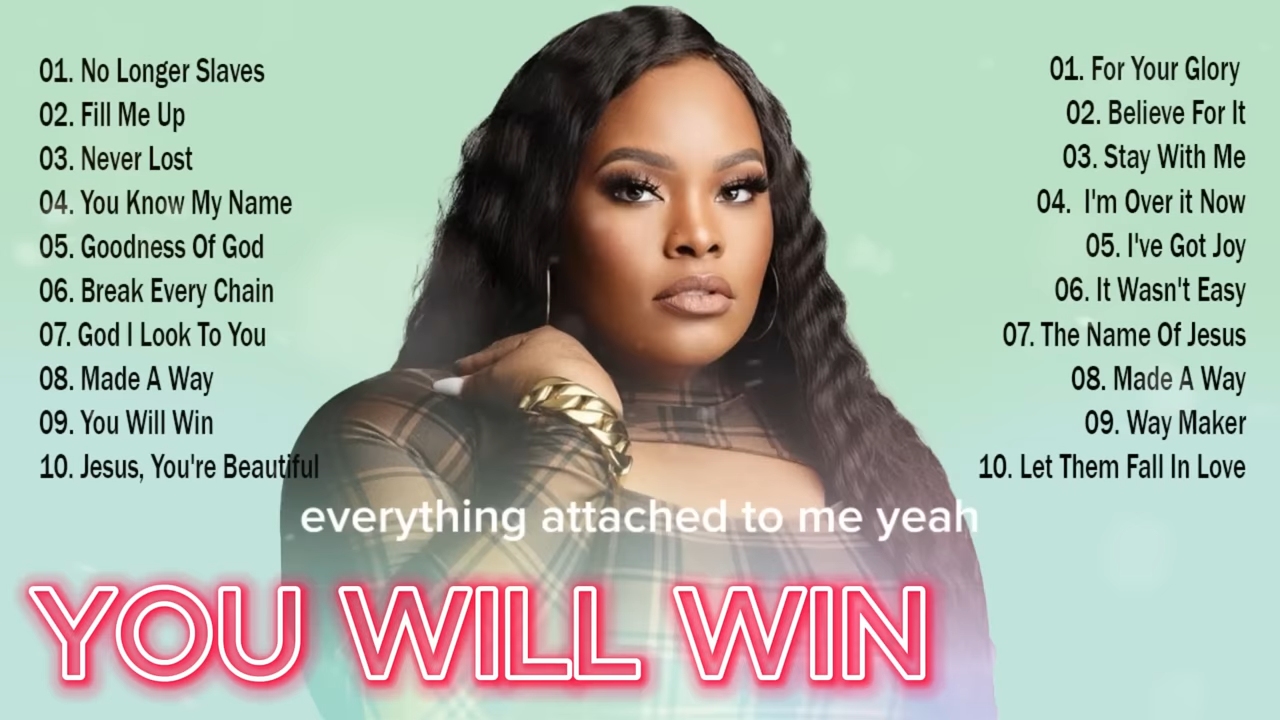 01. No Longer Slaves
02. Fill Me Up
03. Never Lost
04. You Know My Name
05. Goodness Of God
06. Break Every Chain
07. God I Look To You
08. Made A Way
09. You Will Win
10. Jesus, You're Beautiful
01. For Your Glory
02. Believe For It
03. Stay With Me
04. I'm Over it Now
05. I've Got Joy
06. It Wasn't Easy
07. The Name Of Jesus
08. Made A Way
09. Way Maker
10. Let Them Fall In Love
everything attached to me yeah
YOU WILL WIN